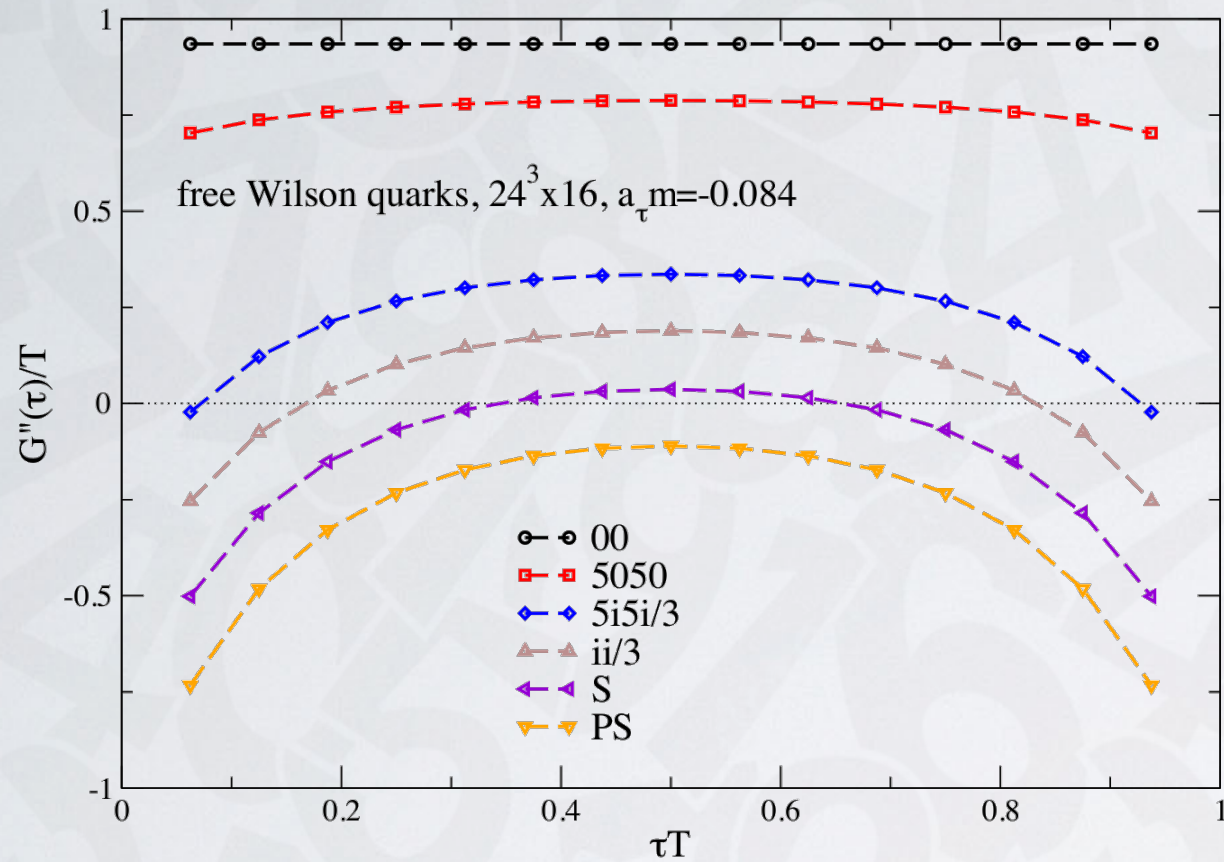 1
0.5
0
-0.5
-1
G"(τ)/T
free Wilson quarks, 24³x16, a_τm=-0.084
00
5050
5i5i/3
ii/3
S
PS
0 0.2 0.4 0.6 0.8 1
τT